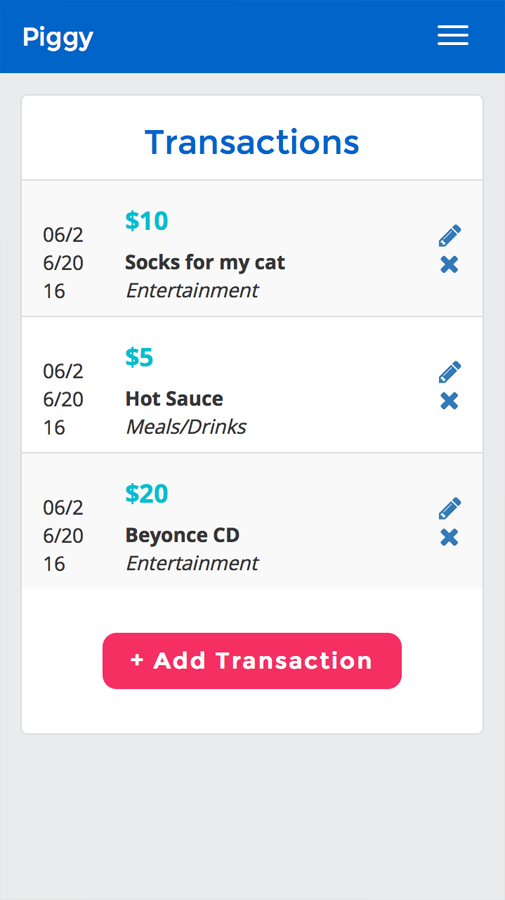 Piggy
Transactions
06/2
6/20
16
$10
Socks for my cat
Entertainment
06/2
6/20
16
$5
Hot Sauce
Meals/Drinks
06/2
6/20
16
$20
Beyonce CD
Entertainment
+ Add Transaction